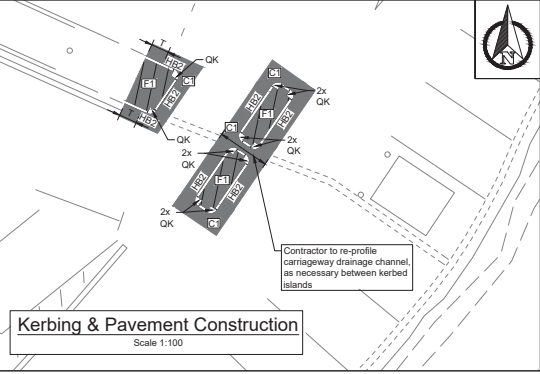 T
HB2
QK
F1
C1
HB2
T
HB2
QK
C1
2x
QK
HB2
F1
HB2
C1
2x
QK
2x
QK
F1
HB2
HB2
2x
QK
C1
N
Contractor to re-profile
carriageway drainage channel,
as necessary between kerbed
islands
Kerbing & Pavement Construction
Scale 1:100